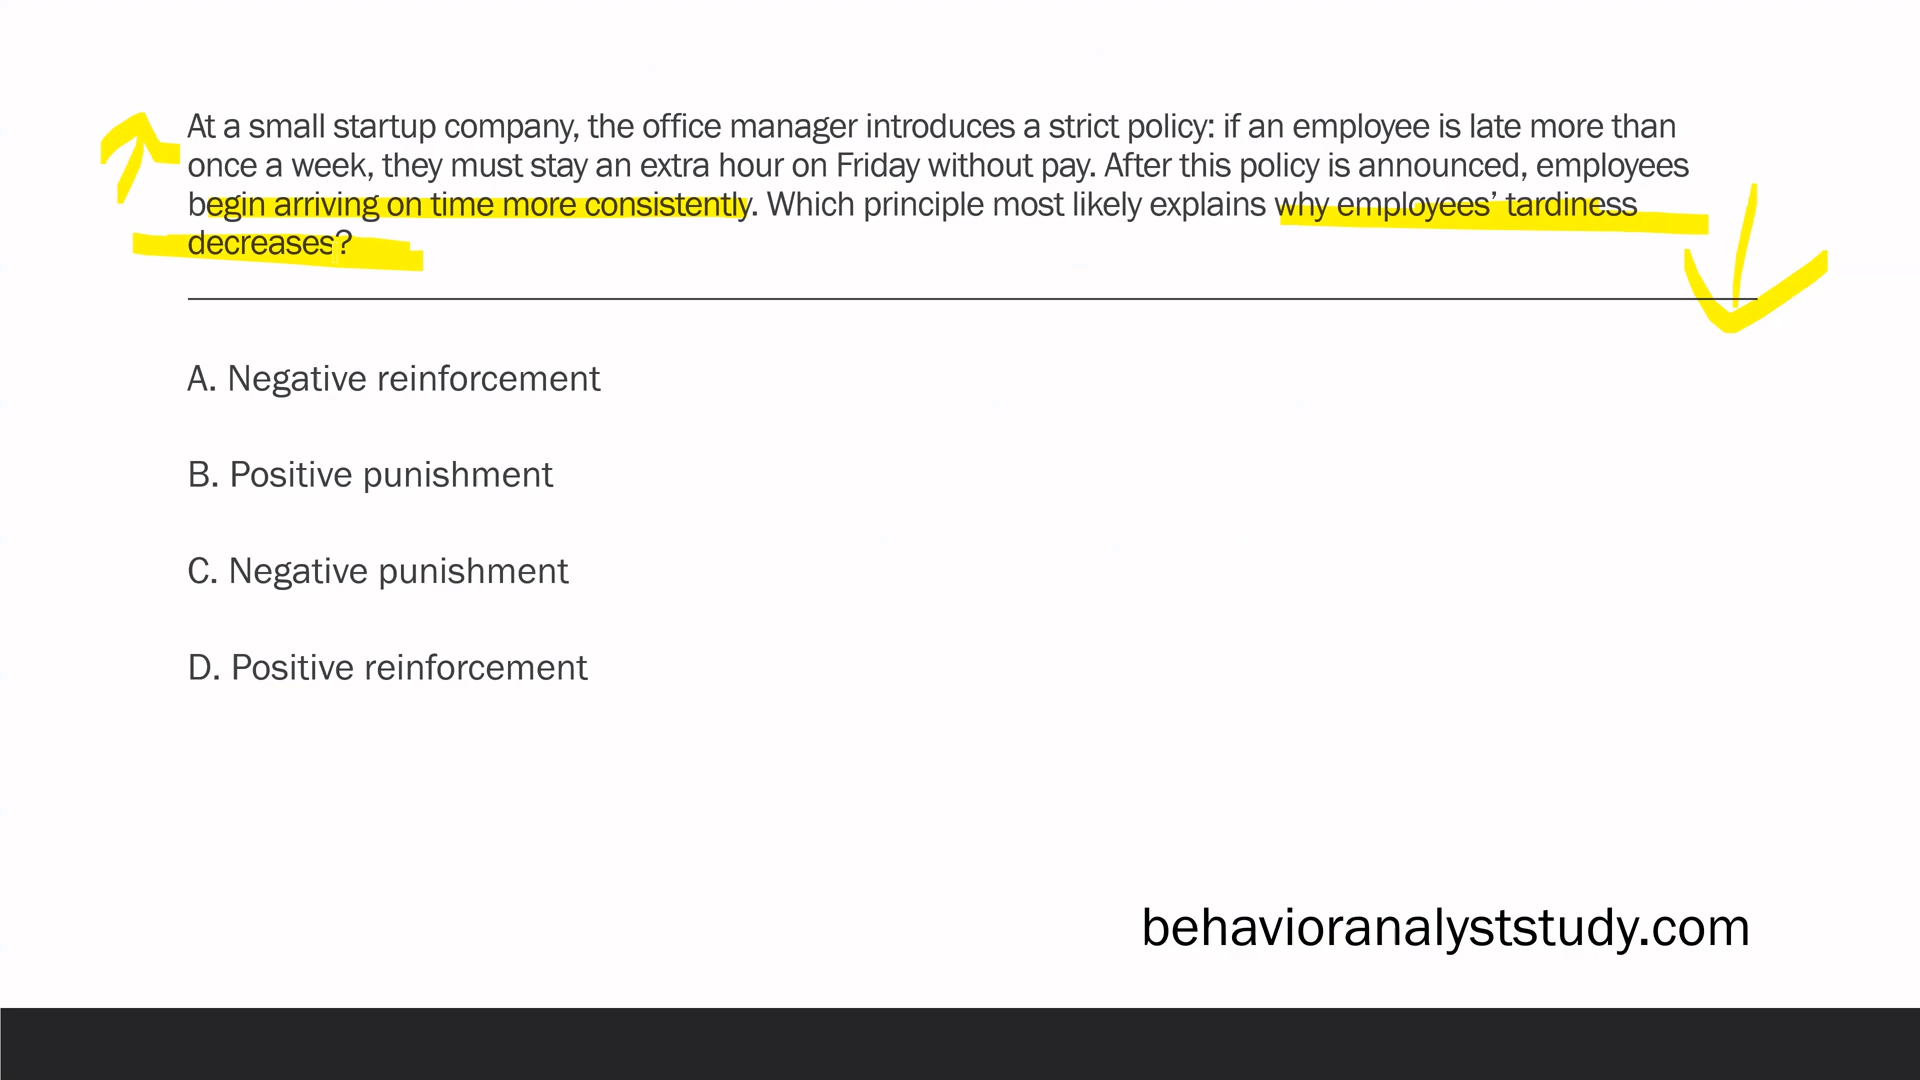 At a small startup company, the office manager introduces a strict policy: if an employee is late more than
once a week, they must stay an extra hour on Friday without pay. After this policy is announced, employees
begin arriving on time more consistently. Which principle most likely explains why employees’ tardiness
decreases?
A. Negative reinforcement
B. Positive punishment
C. Negative punishment
D. Positive reinforcement
behavioranalyststudy.com